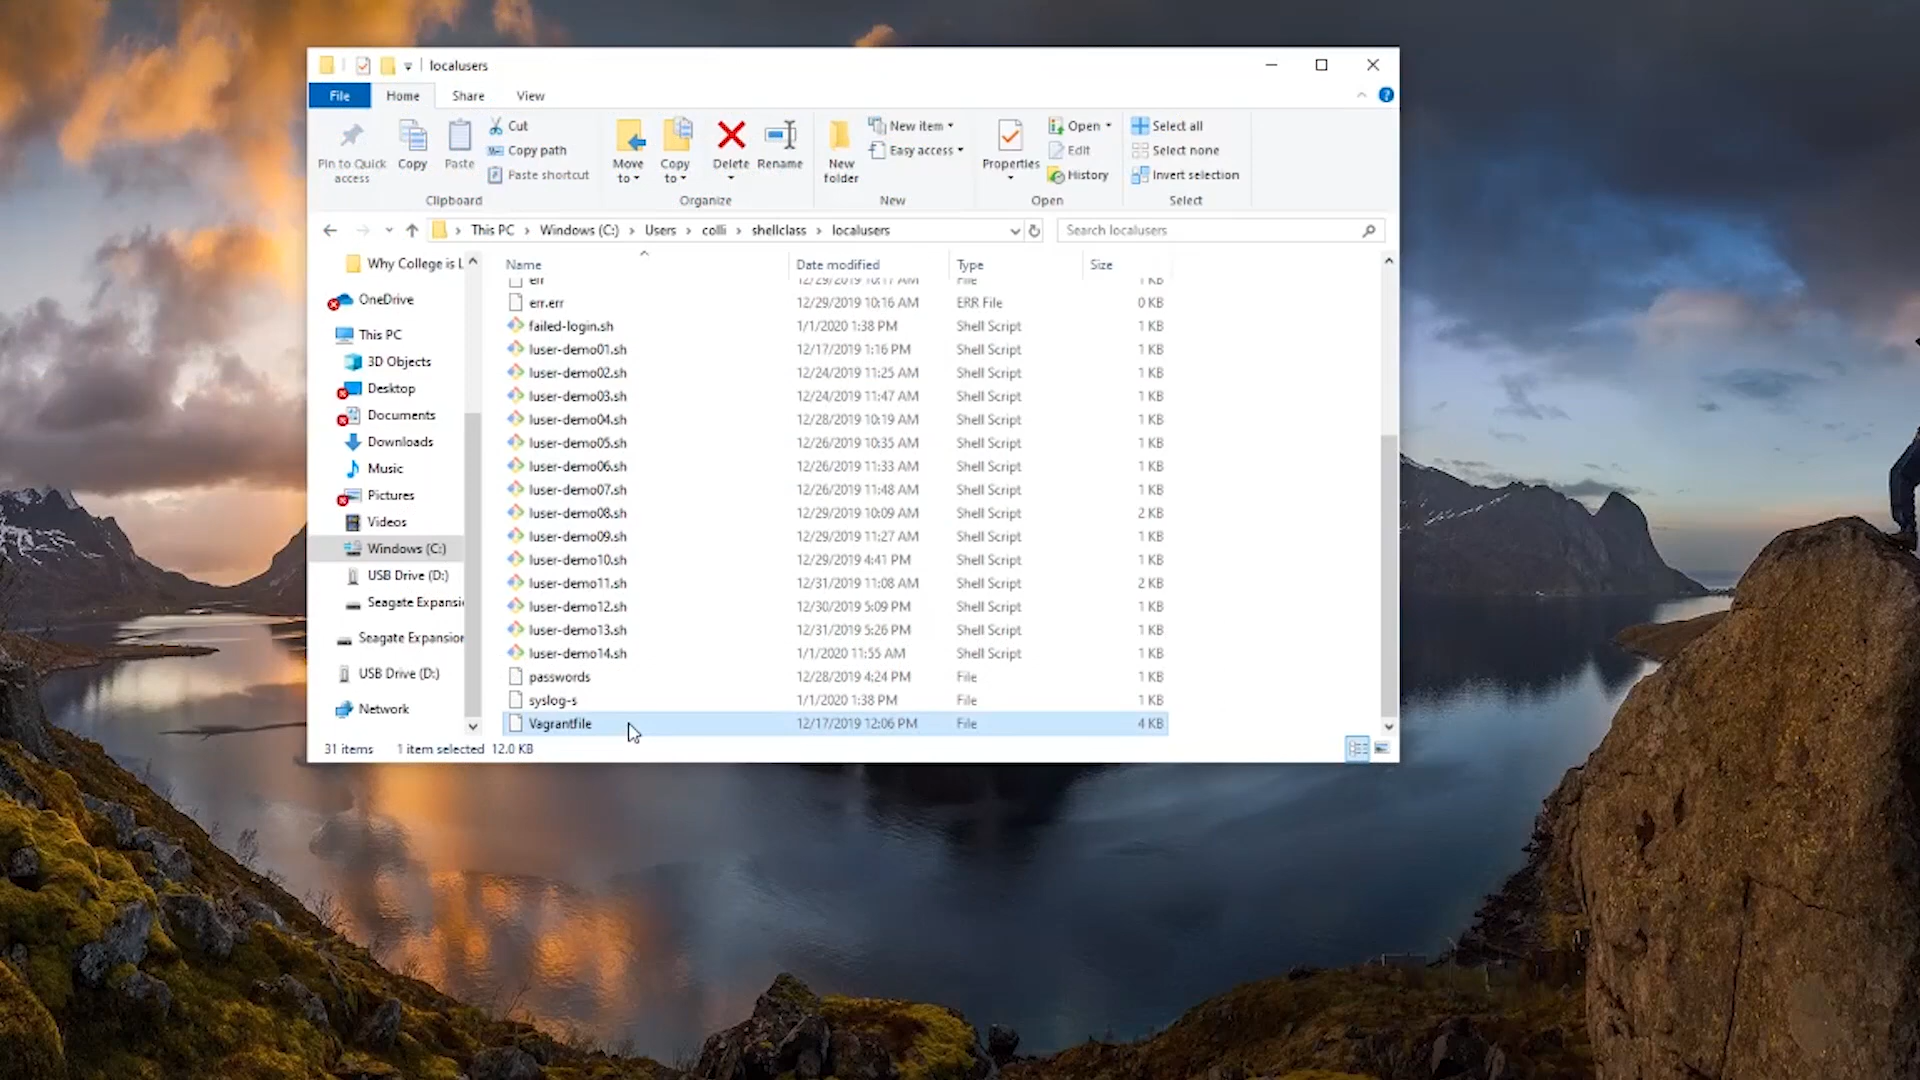 localusers
File Home Share View
Pin to Quick access
Copy
Paste
Cut
Copy path
Paste shortcut
Clipboard
Move to
Copy to
Delete
Rename
Organize
New folder
New item
Easy access
New
Properties
Open
Edit
History
Open
Select all
Select none
Invert selection
Select
This PC > Windows (C:) > Users > colli > shellclass > localusers
Search localusers
Why College is L
OneDrive
This PC
3D Objects
Desktop
Documents
Downloads
Music
Pictures
Videos
Windows (C:)
USB Drive (D:)
Seagate Expansi
Seagate Expansion
USB Drive (D:)
Network
Name Date modified Type Size
err 12/29/2019 10:17 AM File 1 KB
err.err 12/29/2019 10:16 AM ERR File 0 KB
failed-login.sh 1/1/2020 1:38 PM Shell Script 1 KB
luser-demo01.sh 12/17/2019 1:16 PM Shell Script 1 KB
luser-demo02.sh 12/24/2019 11:25 AM Shell Script 1 KB
luser-demo03.sh 12/24/2019 11:47 AM Shell Script 1 KB
luser-demo04.sh 12/28/2019 10:19 AM Shell Script 1 KB
luser-demo05.sh 12/26/2019 10:35 AM Shell Script 1 KB
luser-demo06.sh 12/26/2019 11:33 AM Shell Script 1 KB
luser-demo07.sh 12/26/2019 11:48 AM Shell Script 1 KB
luser-demo08.sh 12/29/2019 10:09 AM Shell Script 2 KB
luser-demo09.sh 12/29/2019 11:27 AM Shell Script 1 KB
luser-demo10.sh 12/29/2019 4:41 PM Shell Script 1 KB
luser-demo11.sh 12/31/2019 11:08 AM Shell Script 2 KB
luser-demo12.sh 12/30/2019 5:09 PM Shell Script 1 KB
luser-demo13.sh 12/31/2019 5:26 PM Shell Script 1 KB
luser-demo14.sh 1/1/2020 11:55 AM Shell Script 1 KB
passwords 12/28/2019 4:24 PM File 1 KB
syslog-s 1/1/2020 1:38 PM File 1 KB
Vagrantfile 12/17/2019 12:06 PM File 4 KB
31 items 1 item selected 12.0 KB